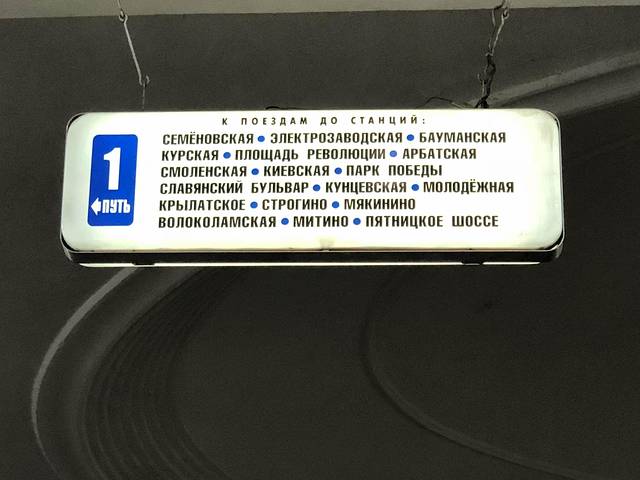 К ПОЕЗДАМ ДО СТАНЦИЙ:
1
ПУТЬ
СЕМЁНОВСКАЯ • ЭЛЕКТРОЗАВОДСКАЯ • БАУМАНСКАЯ
КУРСКАЯ • ПЛОЩАДЬ РЕВОЛЮЦИИ • АРБАТСКАЯ
СМОЛЕНСКАЯ • КИЕВСКАЯ • ПАРК ПОБЕДЫ
СЛАВЯНСКИЙ БУЛЬВАР • КУНЦЕВСКАЯ • МОЛОДЁЖНАЯ
КРЫЛАТСКОЕ • СТРОГИНО • МЯКИНИНО
ВОЛОКОЛАМСКАЯ • МИТИНО • ПЯТНИЦКОЕ ШОССЕ